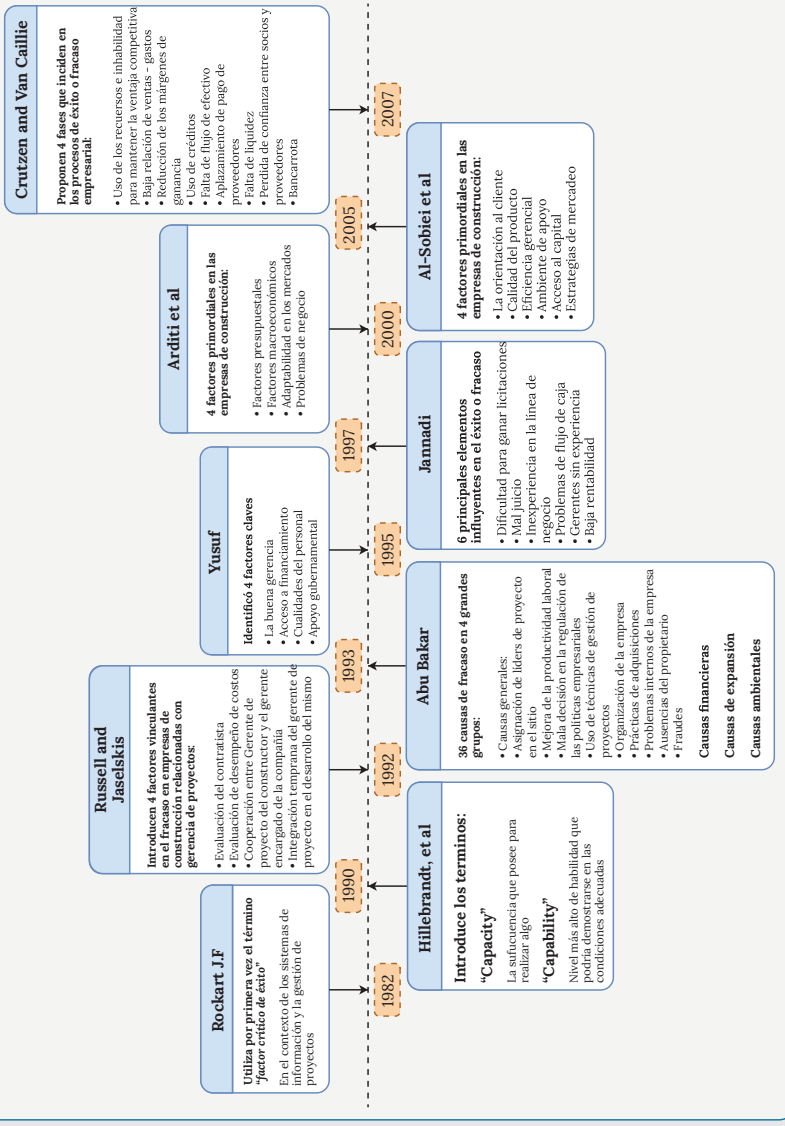 Rockart J.F
Utiliza por primera vez el término
“factor crítico de éxito”
En el contexto de los sistemas de
información y la gestión de
proyectos
1982
Hillebrandt, et al
Introduce los terminos:
“Capacity”
La sufucuencia que posee para
realizar algo
“Capability”
Nivel más alto de habilidad que
podría demostrarse en las
condiciones adecuadas
1990
Russell and
Jaselskis
Introducen 4 factores vinculantes
en el fracaso en empresas de
construcción relacionadas con
gerencia de proyectos:
• Evaluación del contratista
• Evaluación de desempeño de costos
• Cooperación entre Gerente de
proyecto del constructor y el gerente
encargado de la compañía
• Integración temprana del gerente de
proyecto en el desarrollo del mismo
1992
Abu Bakar
36 causas de fracaso en 4 grandes
grupos:
• Causas generales:
• Asignación de líders de proyecto
en el sitio
• Mejora de la productividad laboral
• Mala decisión en la regulación de
las políticas empresariales
• Uso de técnicas de gestión de
proyectos
• Organización de la empresa
• Prácticas de adquisiciones
• Problemas internos de la empresa
• Ausencias del propietario
• Fraudes
Causas financieras
Causas de expansión
Causas ambientales
1993
Yusuf
Identificó 4 factores claves
• La buena gerencia
• Acceso a financiamiento
• Cualidades del personal
• Apoyo gubernamental
1995
Jannadi
6 principales elementos
influyentes en el éxito o fracaso
• Dificultad para ganar licitaciones
• Mal juicio
• Inexperiencia en la línea de
negocio
• Problemas de flujo de caja
• Gerentes sin experiencia
• Baja rentabilidad
1997
Arditi et al
4 factores primordiales en las
empresas de construcción:
• Factores presupuestales
• Factores macroeconómicos
• Adaptabilidad en los mercados
• Problemas de negocio
2000
Al-Sobiei et al
4 factores primordiales en las
empresas de construcción:
• La orientación al cliente
• Calidad del producto
• Eficiencia gerencial
• Ambiente de apoyo
• Acceso al capital
• Estrategias de mercadeo
2005
Crutzen and Van Caillie
Proponen 4 fases que inciden en
los procesos de éxito o fracaso
empresarial:
• Uso de los recuersos e inhabilidad
para mantener la ventaja competitiva
• Baja relación de ventas – gastos
• Reducción de los márgenes de
ganancia
• Uso de créditos
• Falta de flujo de efectivo
• Aplazamiento de pago de
proveedores
• Falta de liquidez
• Perdida de confianza entre socios y
proveedores
• Bancarrota
2007